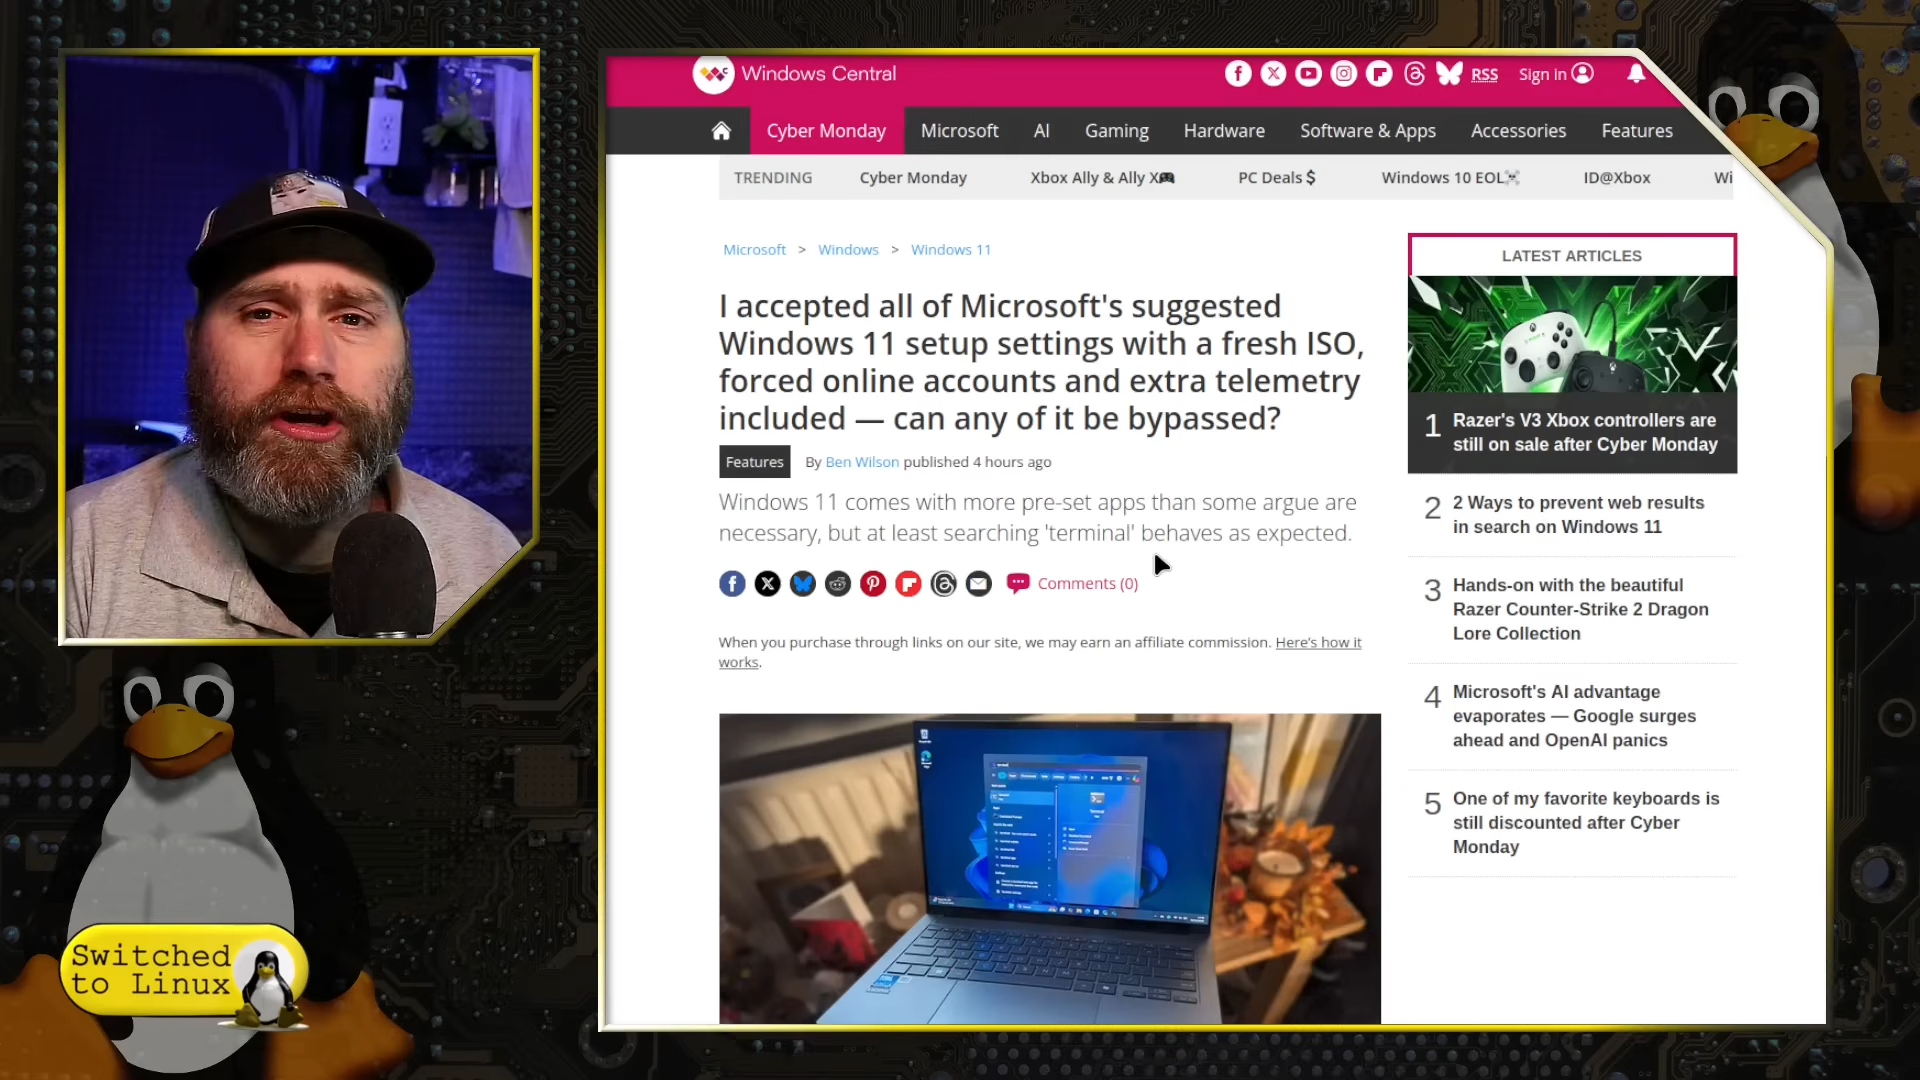 Windows Central
RSS
Sign in
Cyber Monday
Microsoft
AI
Gaming
Hardware
Software & Apps
Accessories
Features
TRENDING
Cyber Monday
Xbox Ally & Ally X
PC Deals
Windows 10 EOL
ID@Xbox
Wi
Microsoft > Windows > Windows 11
I accepted all of Microsoft's suggested
Windows 11 setup settings with a fresh ISO,
forced online accounts and extra telemetry
included — can any of it be bypassed?
Features
By Ben Wilson published 4 hours ago
Windows 11 comes with more pre-set apps than some argue are
necessary, but at least searching 'terminal' behaves as expected.
Comments (0)
When you purchase through links on our site, we may earn an affiliate commission. Here's how it
works.
LATEST ARTICLES
1 Razer's V3 Xbox controllers are
still on sale after Cyber Monday
2 2 Ways to prevent web results
in search on Windows 11
3 Hands-on with the beautiful
Razer Counter-Strike 2 Dragon
Lore Collection
4 Microsoft's AI advantage
evaporates — Google surges
ahead and OpenAI panics
5 One of my favorite keyboards is
still discounted after Cyber
Monday
Switched
to Linux